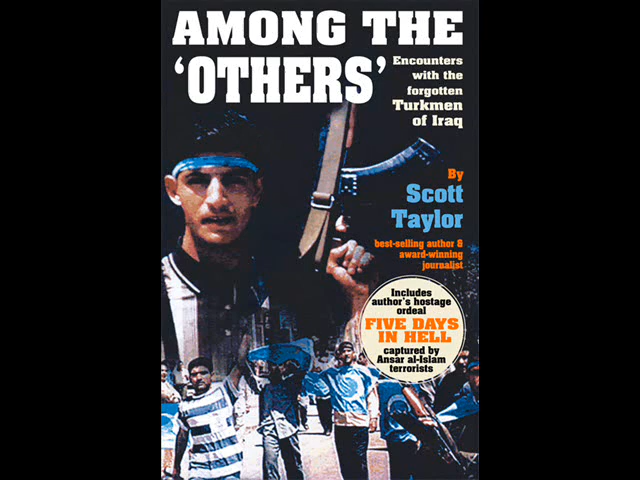 AMONG THE
'OTHERS'
Encounters
with the
forgotten
Turkmen
of Iraq
By
Scott
Taylor
best-selling author &
award-winning
journalist
Includes
author's hostage
ordeal
FIVE DAYS
IN HELL
captured by
Ansar al-Islam
terrorists